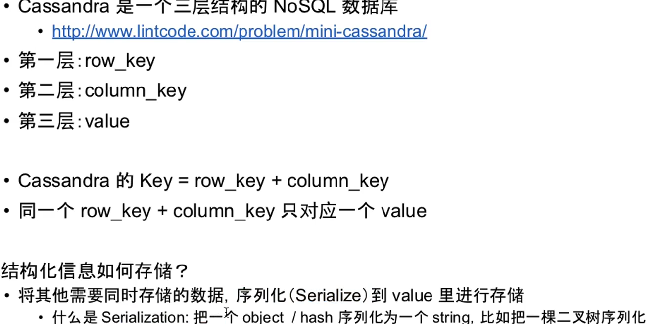 • Cassandra 是一个三层结构的 NoSQL 数据库
• http://www.lintcode.com/problem/mini-cassandra/
• 第一层：row_key
• 第二层：column_key
• 第三层：value
• Cassandra 的 Key = row_key + column_key
• 同一个 row_key + column_key 只对应一个 value
结构化信息如何存储？
• 将其他需要同时存储的数据，序列化（Serialize）到 value 里进行存储
• 什么是 Serialization: 把一个 object / hash 序列化为一个 string, 比如把一棵二叉树序列化